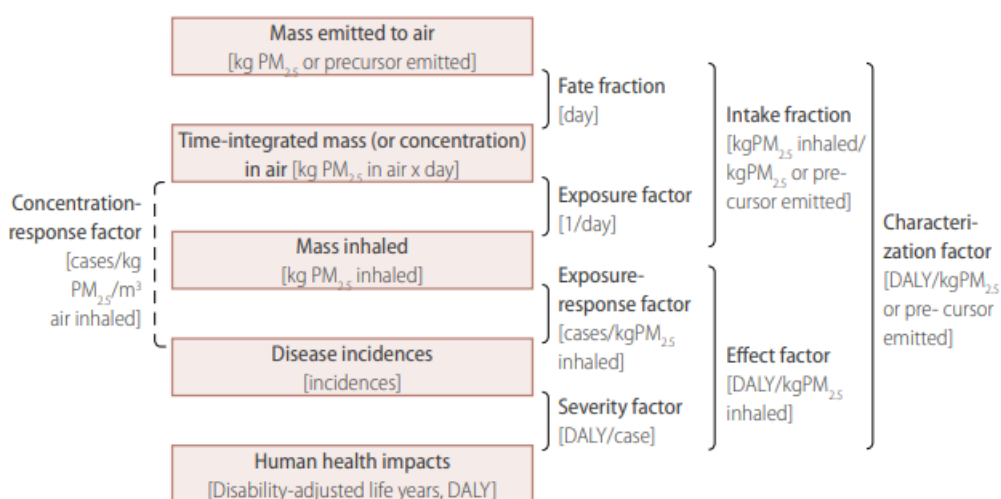 Mass emitted to air
[kg PM2.5 or precursor emitted]
Fate fraction
[day]
Time-integrated mass (or concentration)
in air [kg PM2.5 in air x day]
Intake fraction
[kgPM2.5 inhaled/
kgPM2.5 or pre-
cursor emitted]
Concentration-
response factor
[cases/kg
PM2.5/m³
air inhaled]
Exposure factor
[1/day]
Mass inhaled
[kg PM2.5 inhaled]
Characteri-
zation factor
[DALY/kgPM2.5
or pre- cursor
emitted]
Exposure-
response factor
[cases/kgPM2.5
inhaled]
Disease incidences
[incidences]
Effect factor
[DALY/kgPM2.5
inhaled]
Severity factor
[DALY/case]
Human health impacts
[Disability-adjusted life years, DALY]